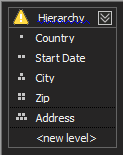 Hierarchy
Country
Start Date
City
Zip
Address
<new level>